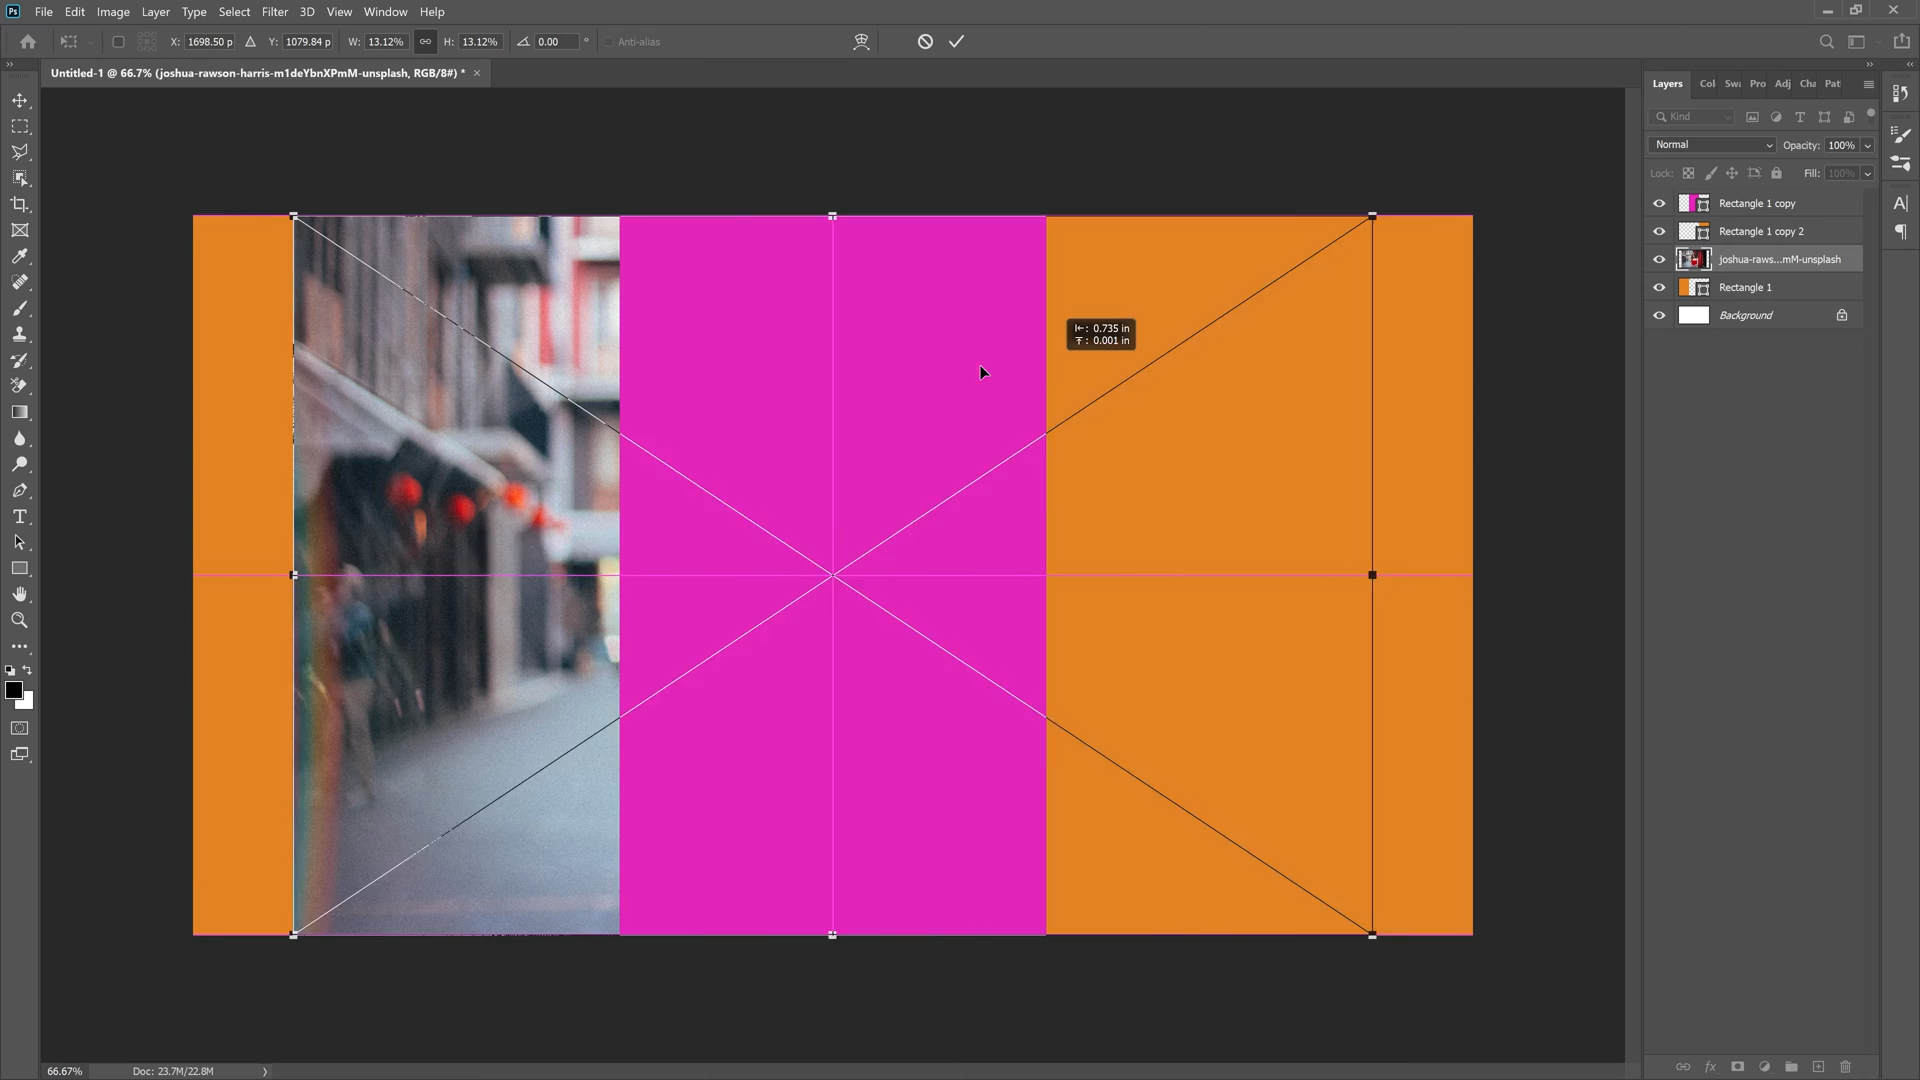 Ps File Edit Image Layer Type Select Filter 3D View Window Help
X: 1698.50 p Y: 1079.84 p W: 13.12% H: 13.12% 0.00 ° Anti-alias
Untitled-1 @ 66.7% (joshua-rawson-harris-m1deYbnXPmM-unsplash, RGB/8#) * ×
Layers Col Swa Pro Adj Cha Pat
Kind
Normal Opacity: 100%
Lock: Fill: 100%
Rectangle 1 copy
Rectangle 1 copy 2
joshua-raws...mM-unsplash
Rectangle 1
Background
: 0.735 in
: 0.001 in
66.67% Doc: 23.7M/22.8M